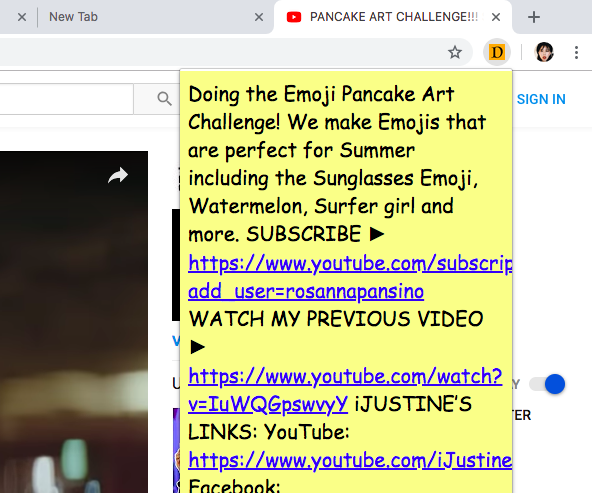 New Tab
PANCAKE ART CHALLENGE!!!
D
SIGN IN
Doing the Emoji Pancake Art
Challenge! We make Emojis that
are perfect for Summer
including the Sunglasses Emoji,
Watermelon, Surfer girl and
more. SUBSCRIBE ►
https://www.youtube.com/subscrip
add_user=rosannapansino
WATCH MY PREVIOUS VIDEO
►
https://www.youtube.com/watch?
v=IuWQGpswvyY iJUSTINE'S
LINKS: YouTube:
https://www.youtube.com/iJustine
Facebook: